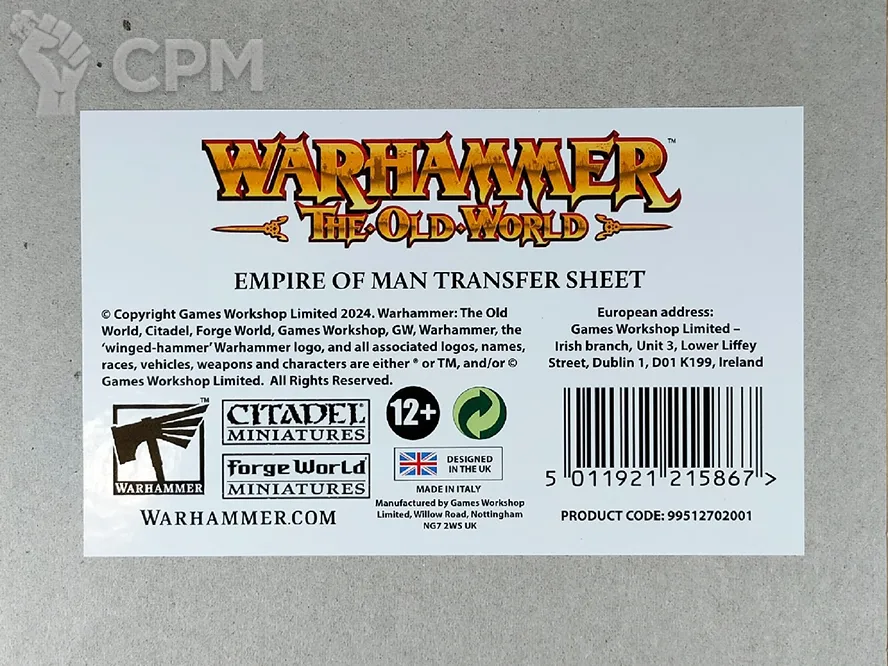 CPM
WARHAMMER™
THE OLD WORLD
EMPIRE OF MAN TRANSFER SHEET
© Copyright Games Workshop Limited 2024. Warhammer: The Old
World, Citadel, Forge World, Games Workshop, GW, Warhammer, the
‘winged-hammer’ Warhammer logo, and all associated logos, names,
races, vehicles, weapons and characters are either ® or TM, and/or ©
Games Workshop Limited. All Rights Reserved.
European address:
Games Workshop Limited –
Irish branch, Unit 3, Lower Liffey
Street, Dublin 1, D01 K199, Ireland
™
WARHAMMER
WARHAMMER.COM
CITADEL
MINIATURES
Forge World
MINIATURES
12+
DESIGNED
IN THE UK
MADE IN ITALY
Manufactured by Games Workshop
Limited, Willow Road, Nottingham
NG7 2WS UK
5 011921 215867 >
PRODUCT CODE: 99512702001